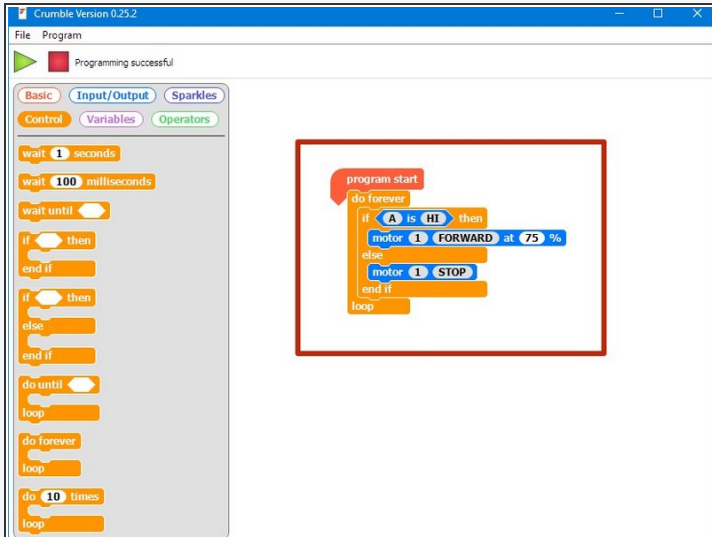 Crumble Version 0.25.2
File Program
Programming successful
Basic Input/Output Sparkles
Control Variables Operators
wait 1 seconds
wait 100 milliseconds
wait until
if then
end if
if then
else
end if
do until
loop
do forever
loop
do 10 times
loop
program start
do forever
if A is HI then
motor 1 FORWARD at 75 %
else
motor 1 STOP
end if
loop